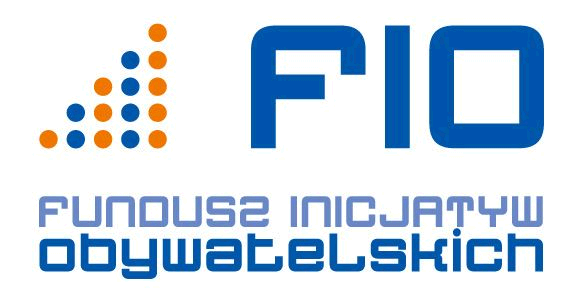 FIO
FUNDUSZ INICJATYW
obywatelskich